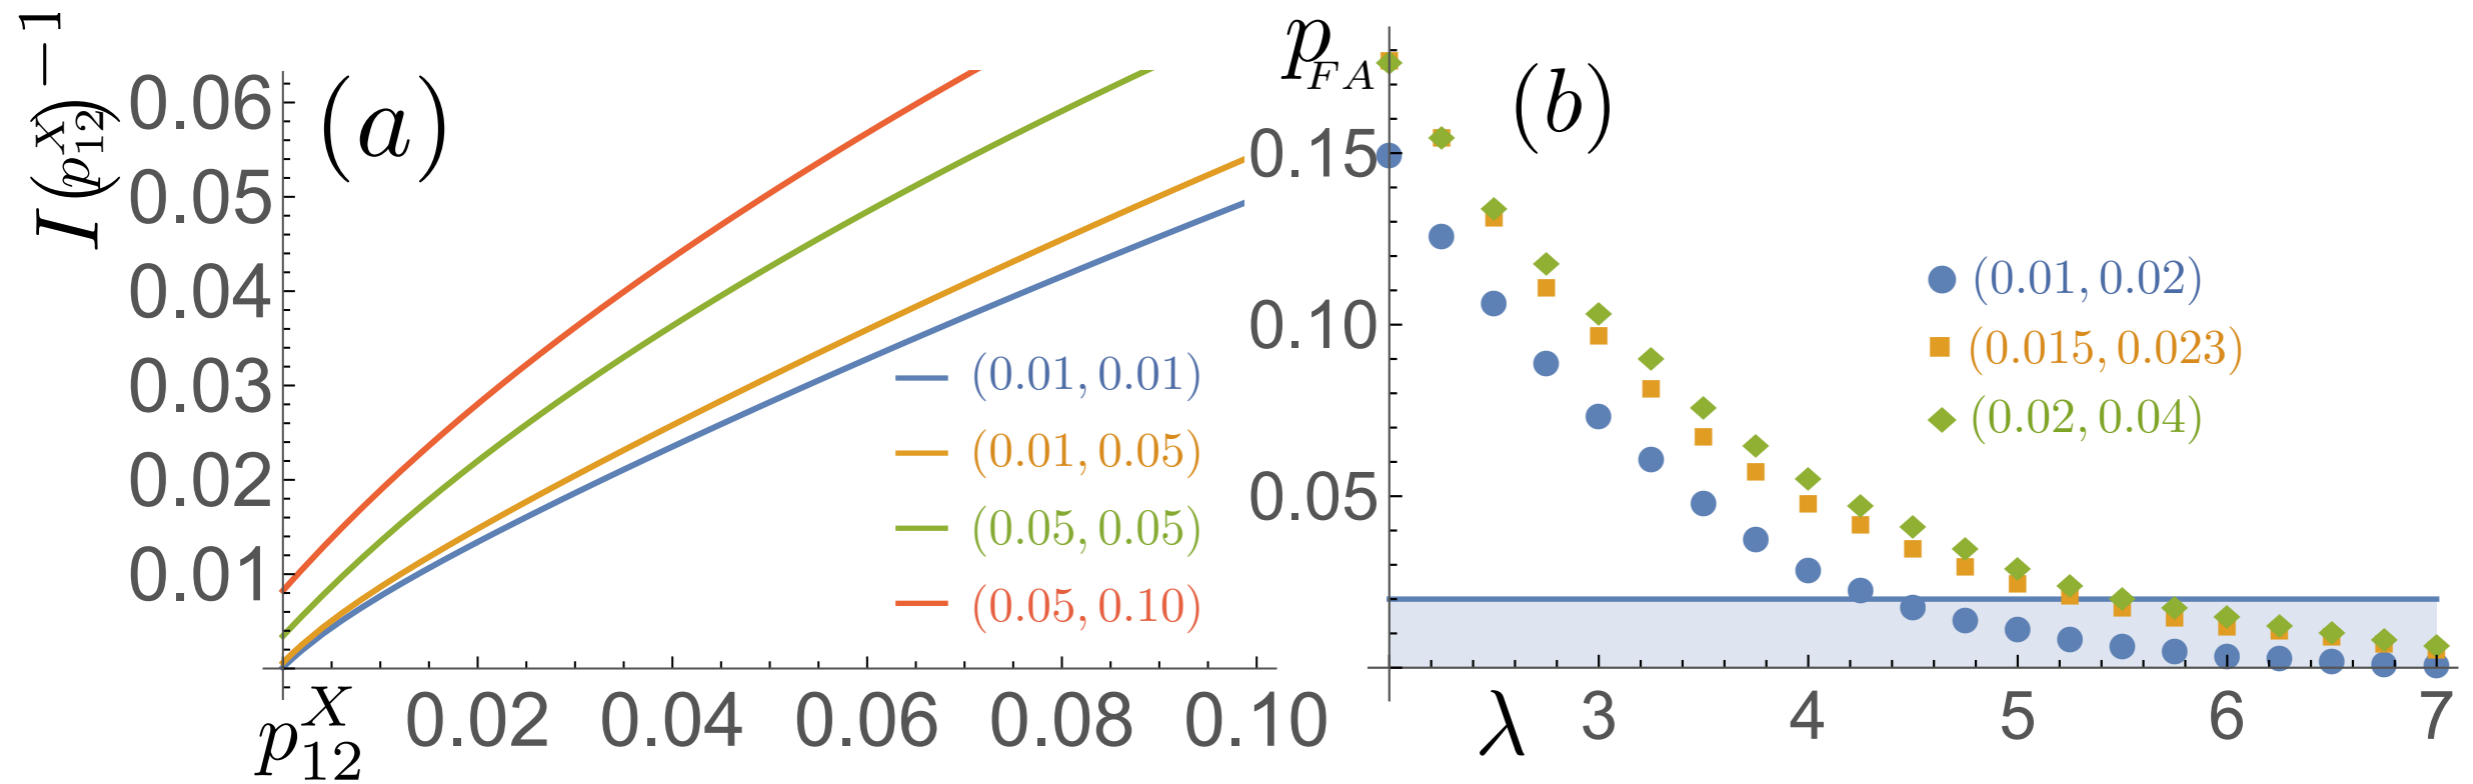 I(p_{12}^X) −1
(a)
0.06
0.05
0.04
0.03
0.02
0.01
(0.01, 0.01)
(0.01, 0.05)
(0.05, 0.05)
(0.05, 0.10)
p_{12}^X
0.02 0.04 0.06 0.08 0.10
p_{FA}
(b)
0.15
0.10
0.05
(0.01, 0.02)
(0.015, 0.023)
(0.02, 0.04)
λ
3 4 5 6 7